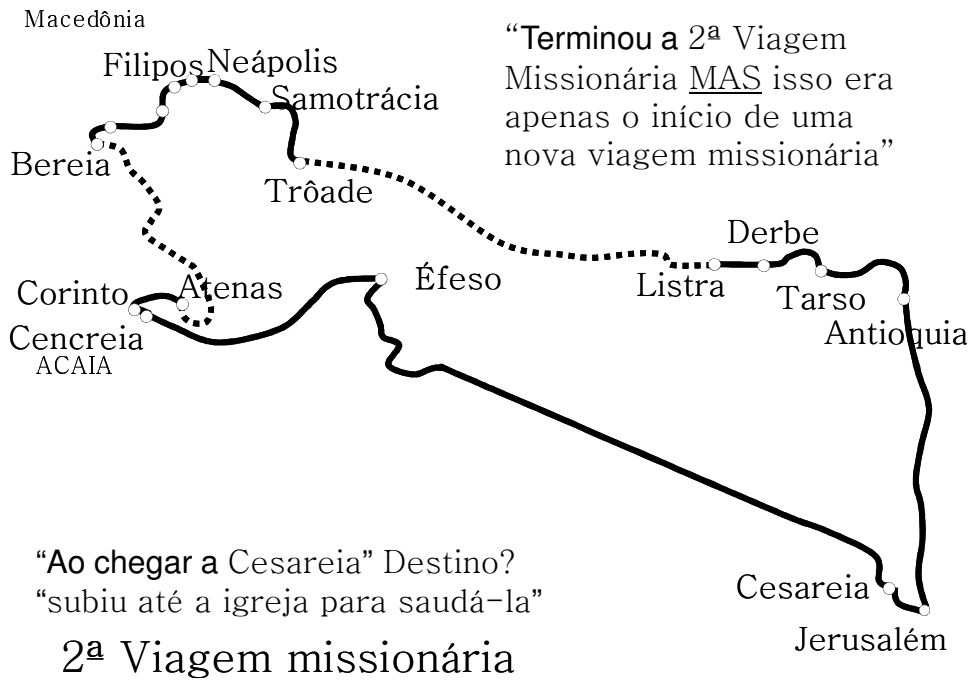 Macedônia
Filipos
Neápolis
Samotrácia
Bereia
Trôade
“Terminou a 2ª Viagem
Missionária MAS isso era
apenas o início de uma
nova viagem missionária”
Derbe
Listra
Tarso
Antioquia
Éfeso
Atenas
Corinto
Cencreia
ACAIA
“Ao chegar a Cesareia” Destino?
“subiu até a igreja para saudá-la”
Cesareia
Jerusalém
2ª Viagem missionária